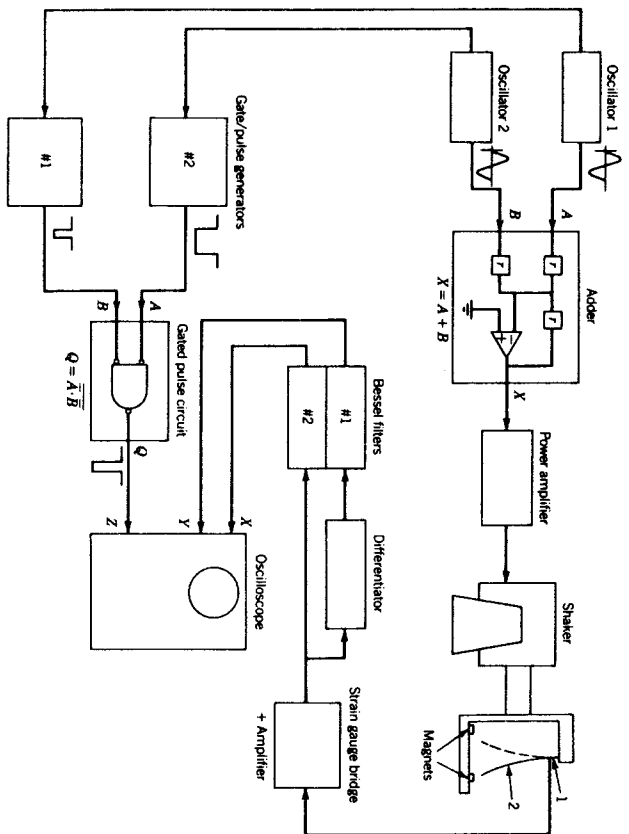 Oscillator 1
A
Adder
r
r
r
X = A + B
X
Power amplifier
Shaker
1
2
Magnets
Oscillator 2
B
Gate/pulse generators
#2
#1
A
B
Gated pulse circuit
Q = A̅ · B̅
Q
Bessel filters
#1
#2
Differentiator
X
Y
Z
Oscilloscope
Strain gauge bridge
+ Amplifier